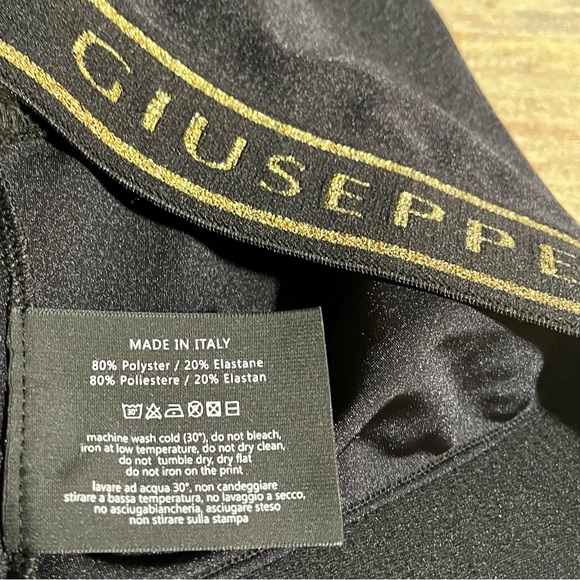 GIUSEPPE
MADE IN ITALY
80% Polyster / 20% Elastane
80% Poliestere / 20% Elastan
30°
machine wash cold (30°), do not bleach,
iron at low temperature, do not dry clean,
do not tumble dry, dry flat
do not iron on the print
lavare ad acqua 30°, non candeggiare
stirare a bassa temperatura, no lavaggio a secco,
no asciugabiancheria, asciugare steso
non stirare sulla stampa